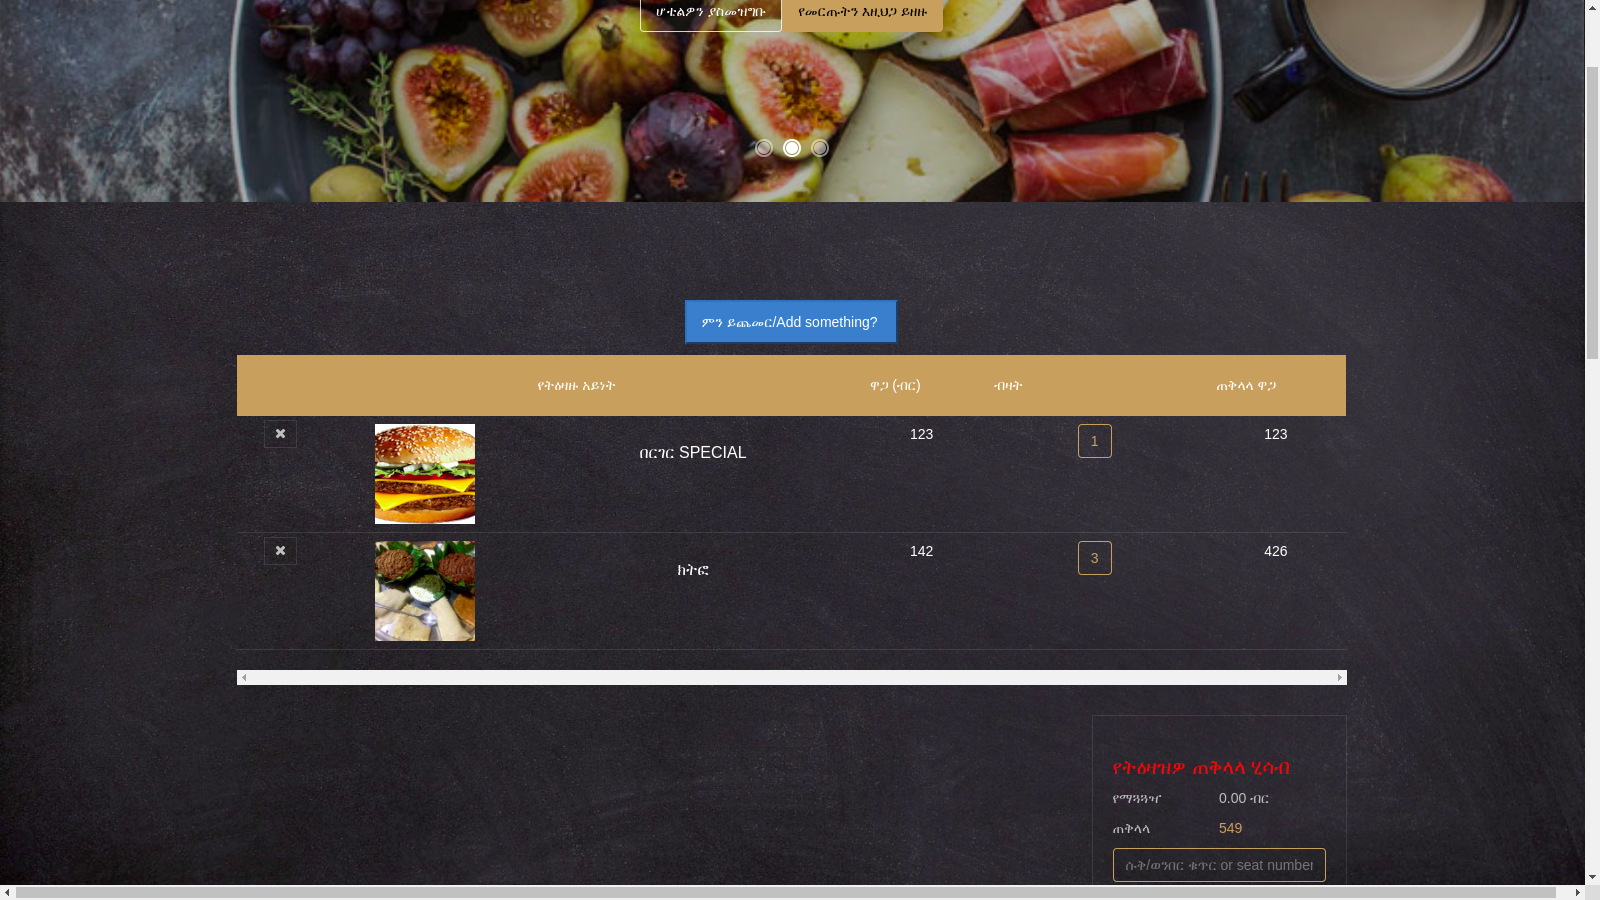 ሆቴልዎን ያስመዝግቡ
የመርጡትን እዚህጋ ይዘዙ
ምን ይጨመር/Add something?
የትዕዛዙ አይነት ዋጋ (ብር) ብዛት ጠቅላላ ዋጋ
✖ በርገር SPECIAL 123 1 123
✖ ክትፎ 142 3 426
የትዕዛዝዎ ጠቅላላ ሂሳብ
የማጓጓዣ 0.00 ብር
ጠቅላላ 549
ሱቅ/ወንበር ቁጥር or seat number